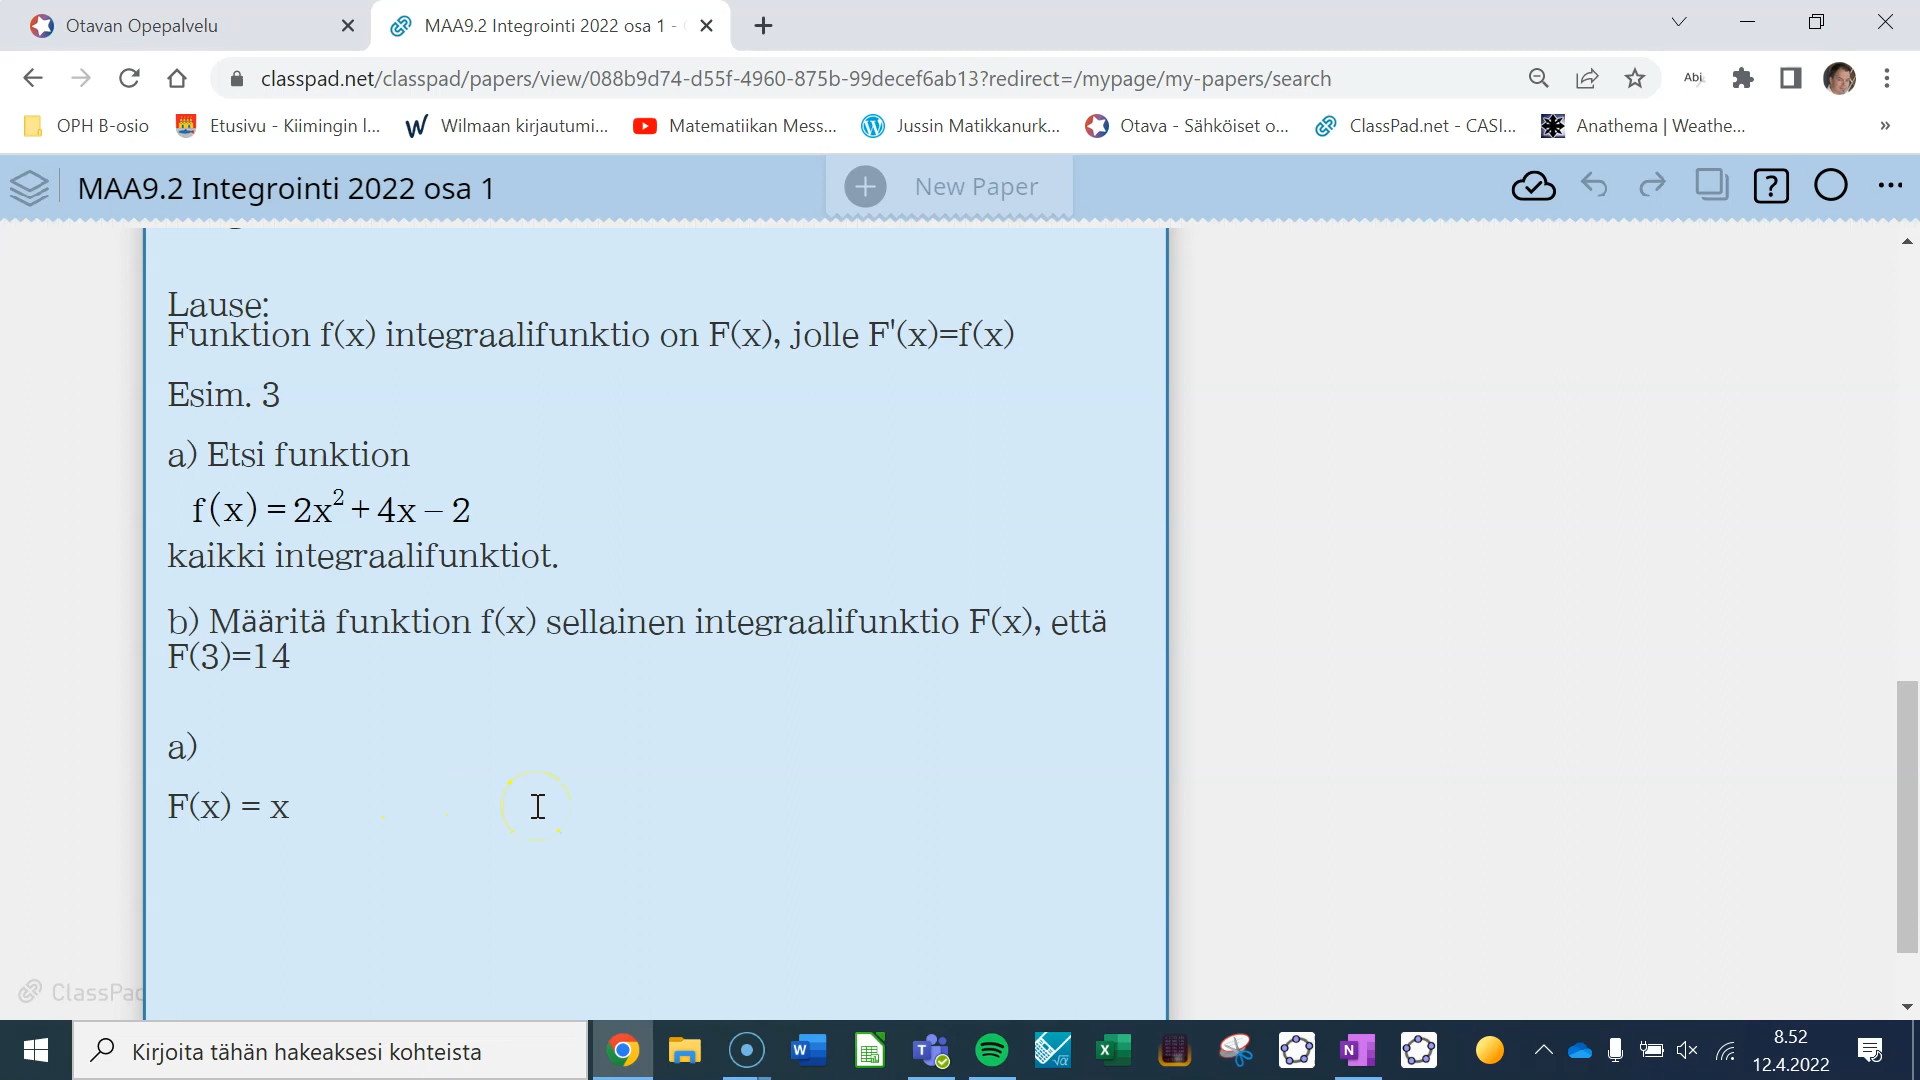 Otavan Opepalvelu
MAA9.2 Integrointi 2022 osa 1 -
classpad.net/classpad/papers/view/088b9d74-d55f-4960-875b-99decef6ab13?redirect=/mypage/my-papers/search
Abi
OPH B-osio
Etusivu - Kiimingin l...
Wilmaan kirjautumi...
Matematiikan Mess...
Jussin Matikkanurk...
Otava - Sähköiset o...
ClassPad.net - CASI...
Anathema | Weathe...
»
MAA9.2 Integrointi 2022 osa 1
New Paper
Lause:
Funktion f(x) integraalifunktio on F(x), jolle F'(x)=f(x)
Esim. 3
a) Etsi funktion
f(x) = 2x² + 4x – 2
kaikki integraalifunktiot.
b) Määritä funktion f(x) sellainen integraalifunktio F(x), että
F(3)=14
a)
F(x) = x
ClassPad
Kirjoita tähän hakeaksesi kohteista
8.52
12.4.2022